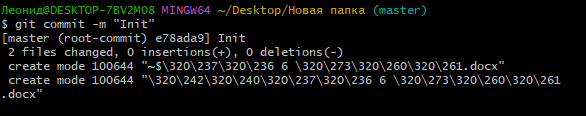 Леонид@DESKTOP-7BV2M08 MINGW64 ~/Desktop/Новая папка (master)
$ git commit -m "Init"
[master (root-commit) e78ada9] Init
 2 files changed, 0 insertions(+), 0 deletions(-)
 create mode 100644 "~$\320\237\320\236 6 \320\273\320\260\320\261.docx"
 create mode 100644 "\320\242\320\240\320\237\320\236 6 \320\273\320\260\320\261
.docx"